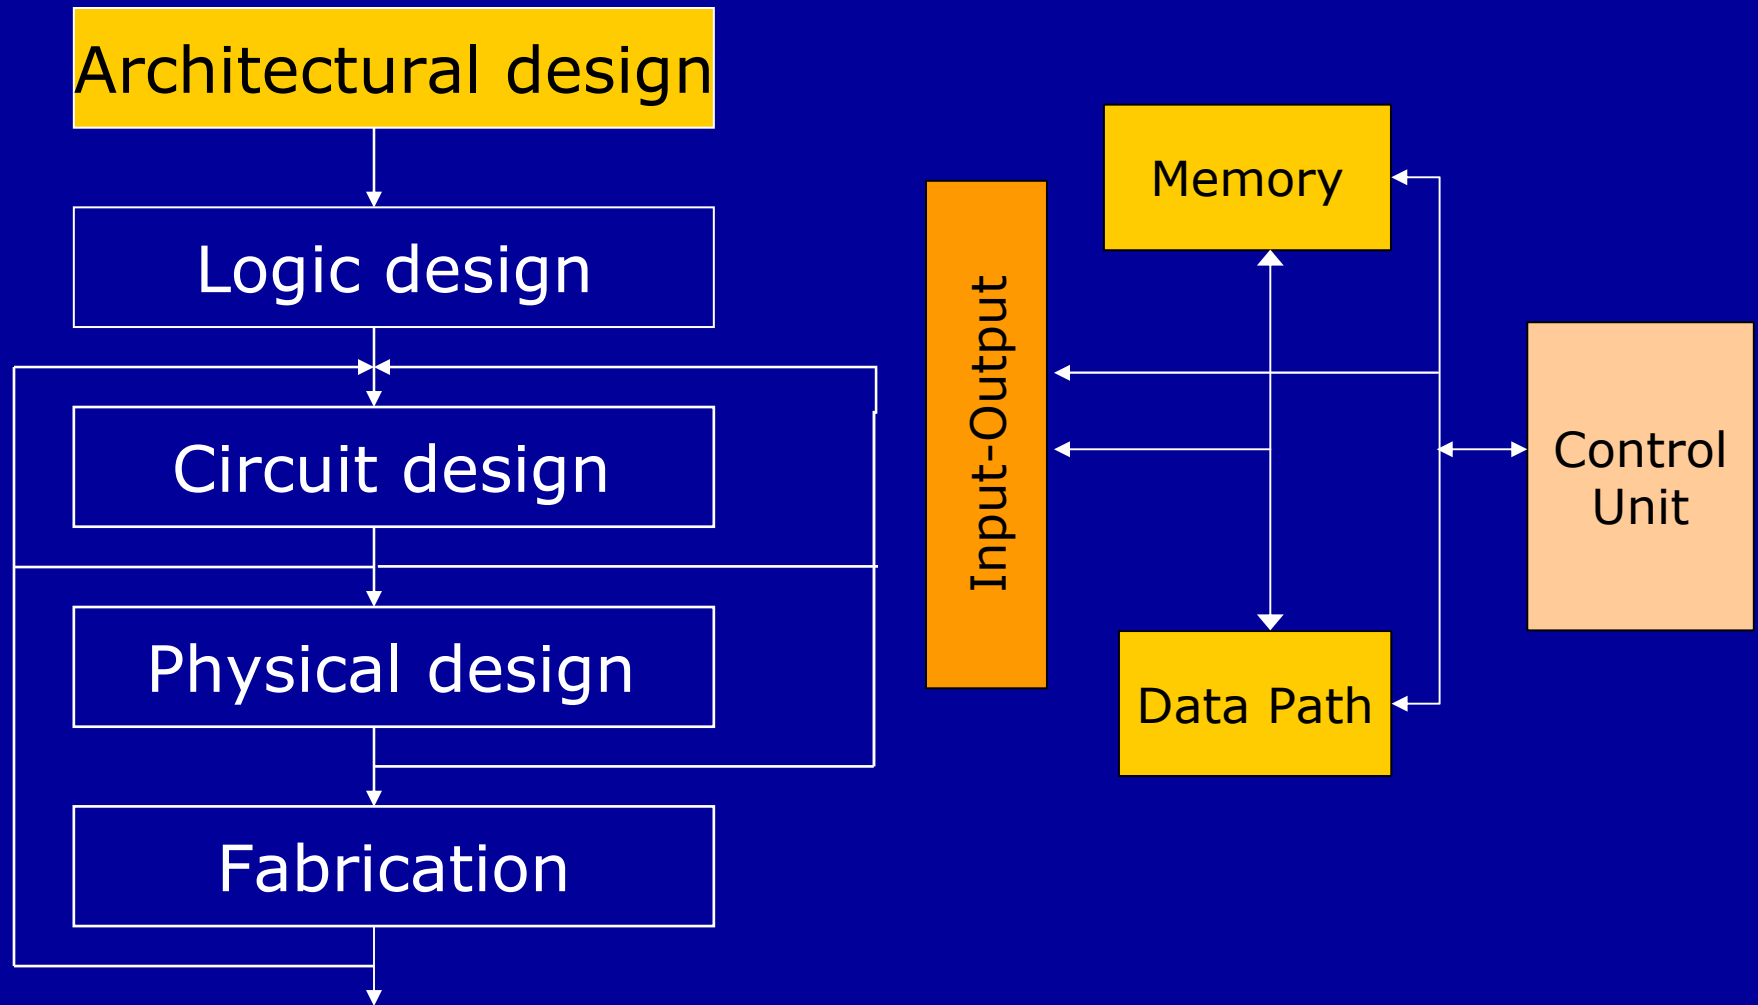 Architectural design
Logic design
Circuit design
Physical design
Fabrication
Input-Output
Memory
Data Path
Control
Unit